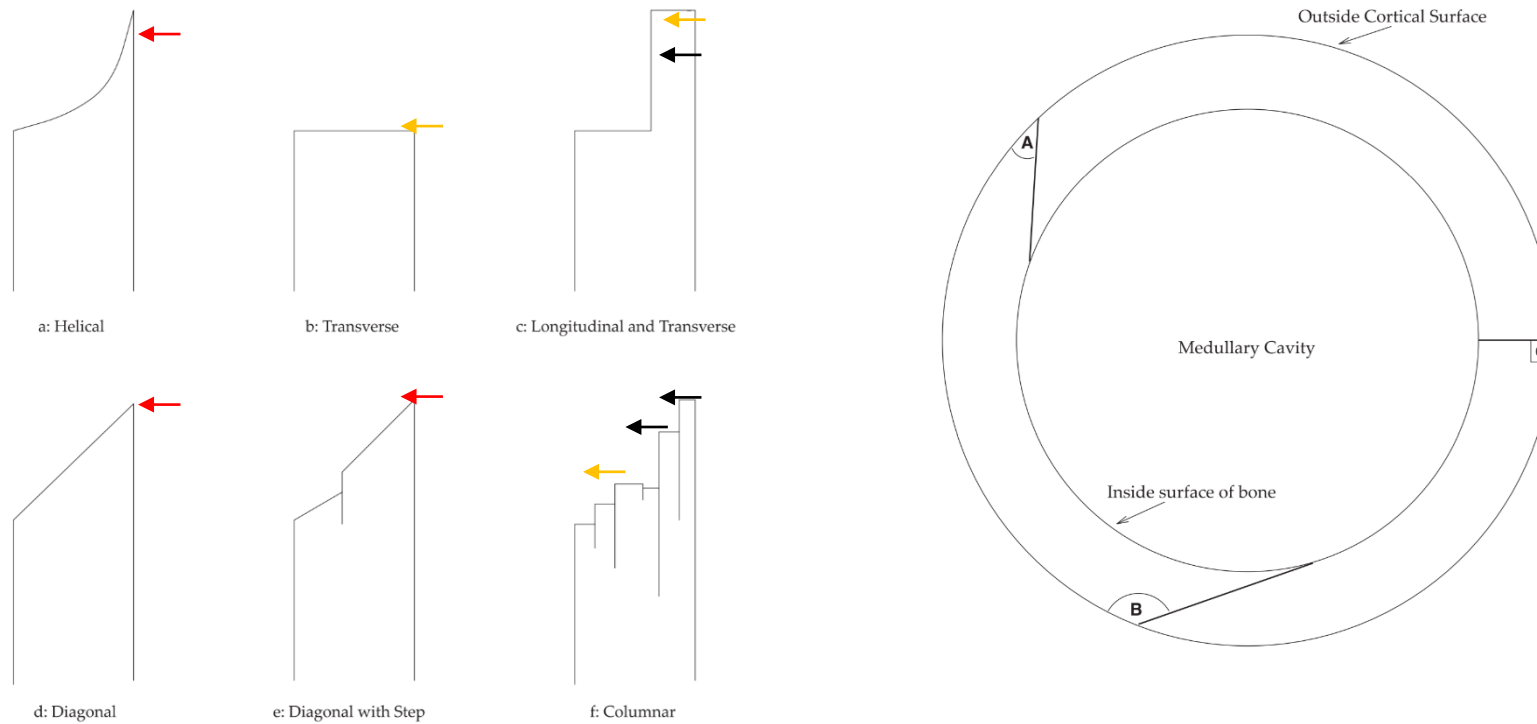 Outside Cortical Surface
A
a: Helical
b: Transverse
c: Longitudinal and Transverse
Medullary Cavity
Inside surface of bone
B
d: Diagonal
e: Diagonal with Step
f: Columnar